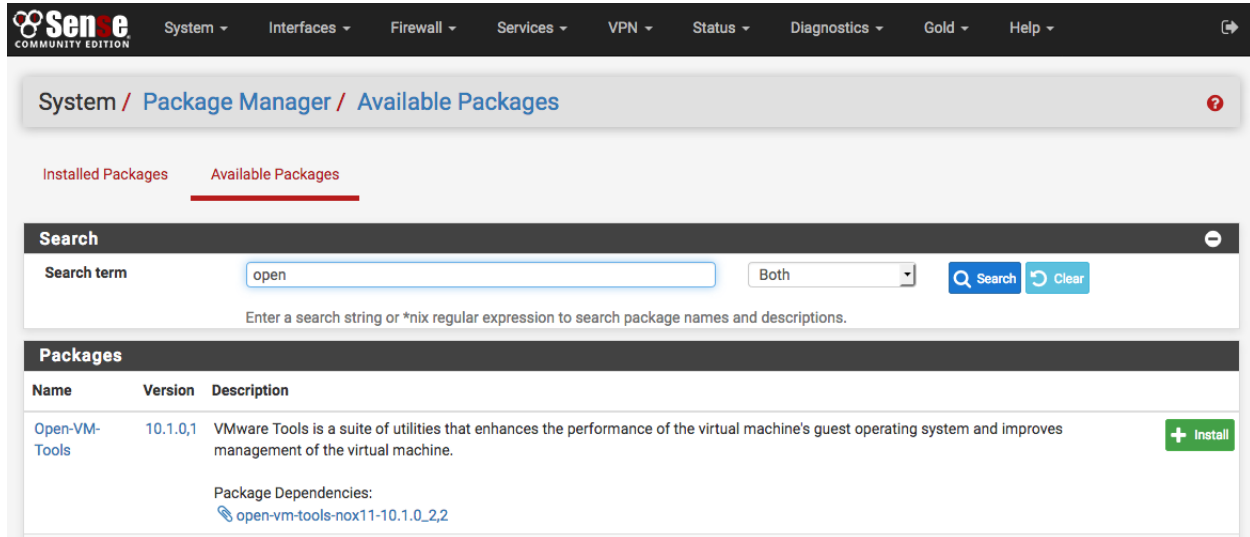 Sense
COMMUNITY EDITION
System Interfaces Firewall Services VPN Status Diagnostics Gold Help
System / Package Manager / Available Packages
Installed Packages Available Packages
Search
Search term open Both Search Clear
Enter a search string or *nix regular expression to search package names and descriptions.
Packages
Name Version Description
Open-VM- 10.1.0,1 VMware Tools is a suite of utilities that enhances the performance of the virtual machine's guest operating system and improves Install
Tools management of the virtual machine.
Package Dependencies:
open-vm-tools-nox11-10.1.0_2,2